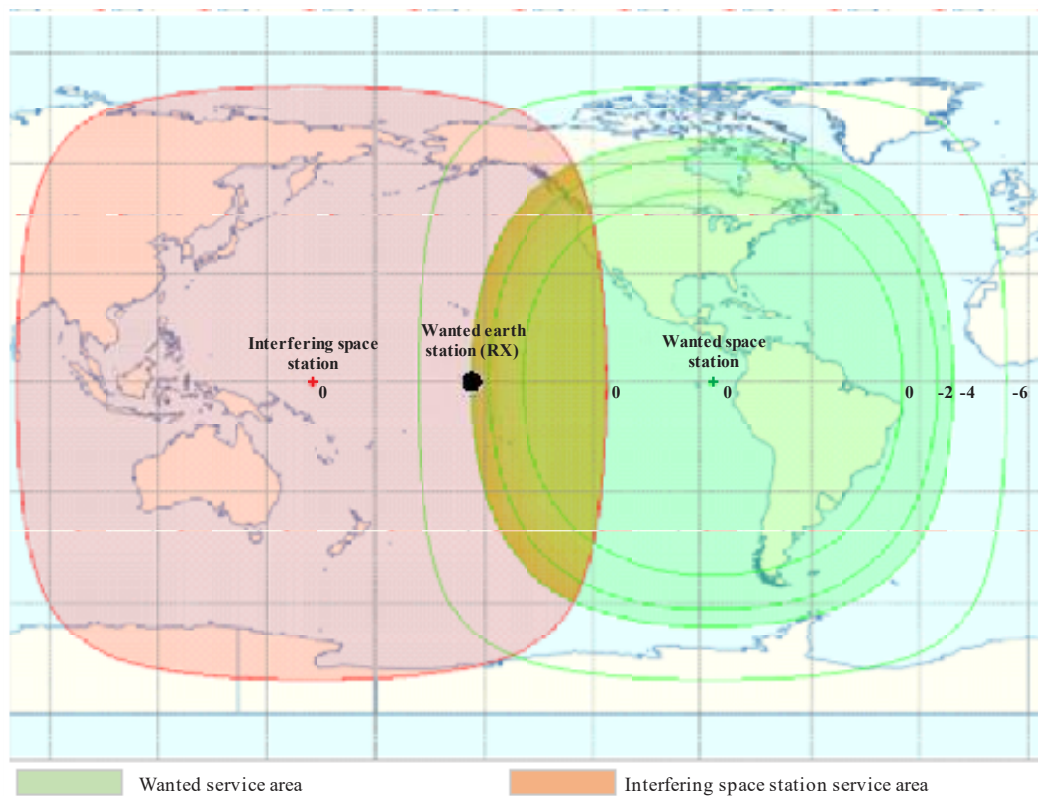 Wanted earth
station (RX)
Interfering space
station
Wanted space
station
0
0
0
0
-2
-4
-6
Wanted service area
Interfering space station service area